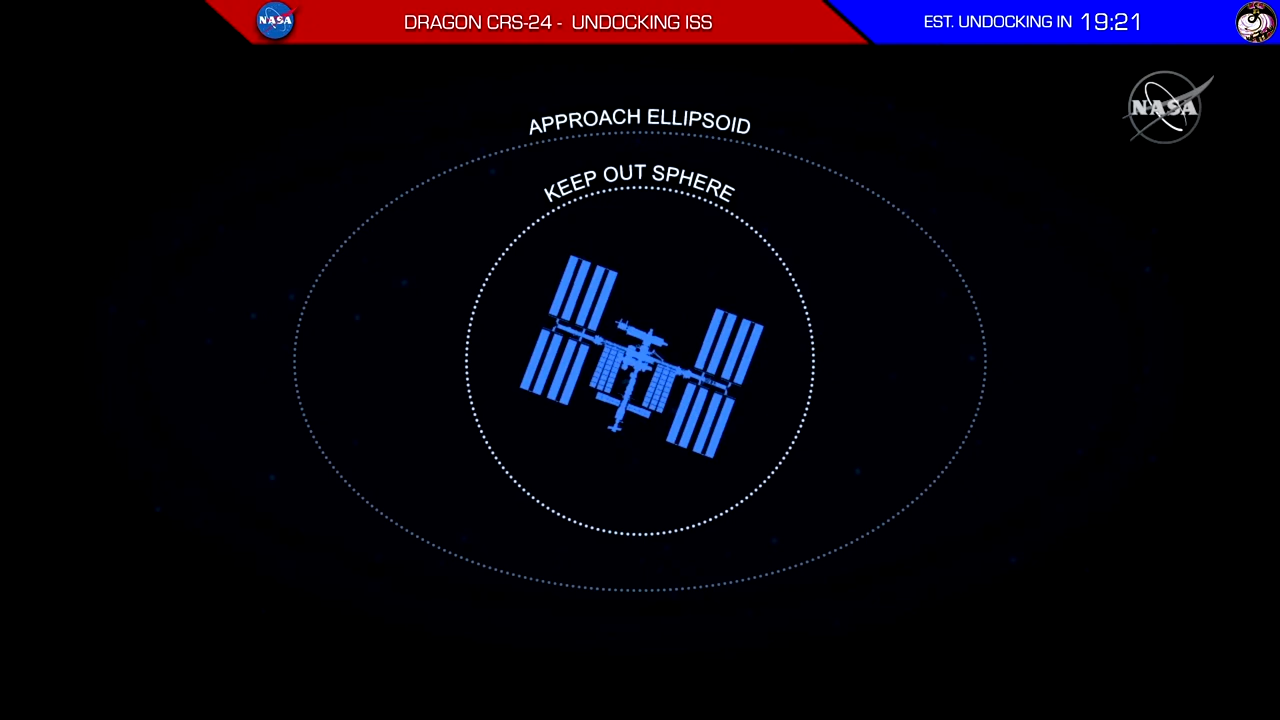 NASA
DRAGON CRS-24 - UNDOCKING ISS
EST. UNDOCKING IN 19:21
NASA
APPROACH ELLIPSOID
KEEP OUT SPHERE